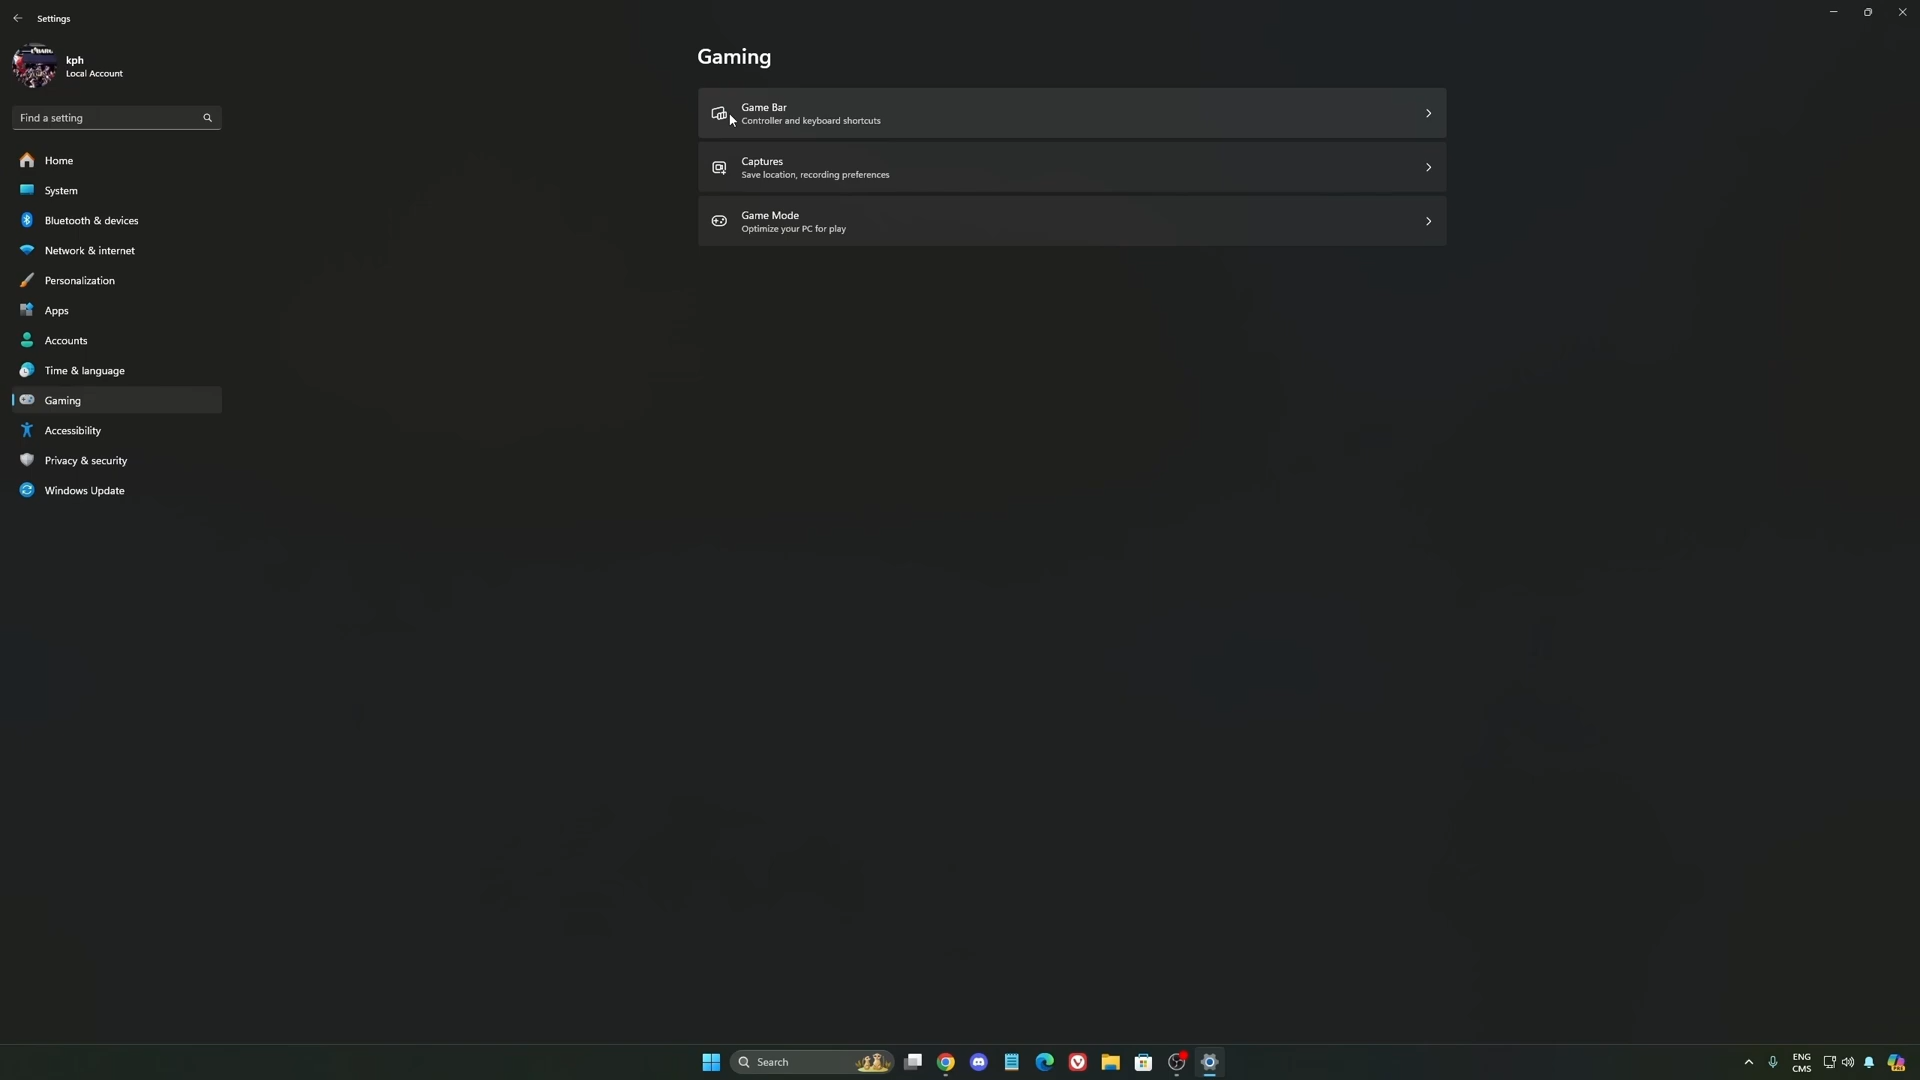 Settings
kph
Local Account
Find a setting
Home
System
Bluetooth & devices
Network & internet
Personalization
Apps
Accounts
Time & language
Gaming
Accessibility
Privacy & security
Windows Update
Gaming
Game Bar
Controller and keyboard shortcuts
Captures
Save location, recording preferences
Game Mode
Optimize your PC for play
Search
ENG
CMS